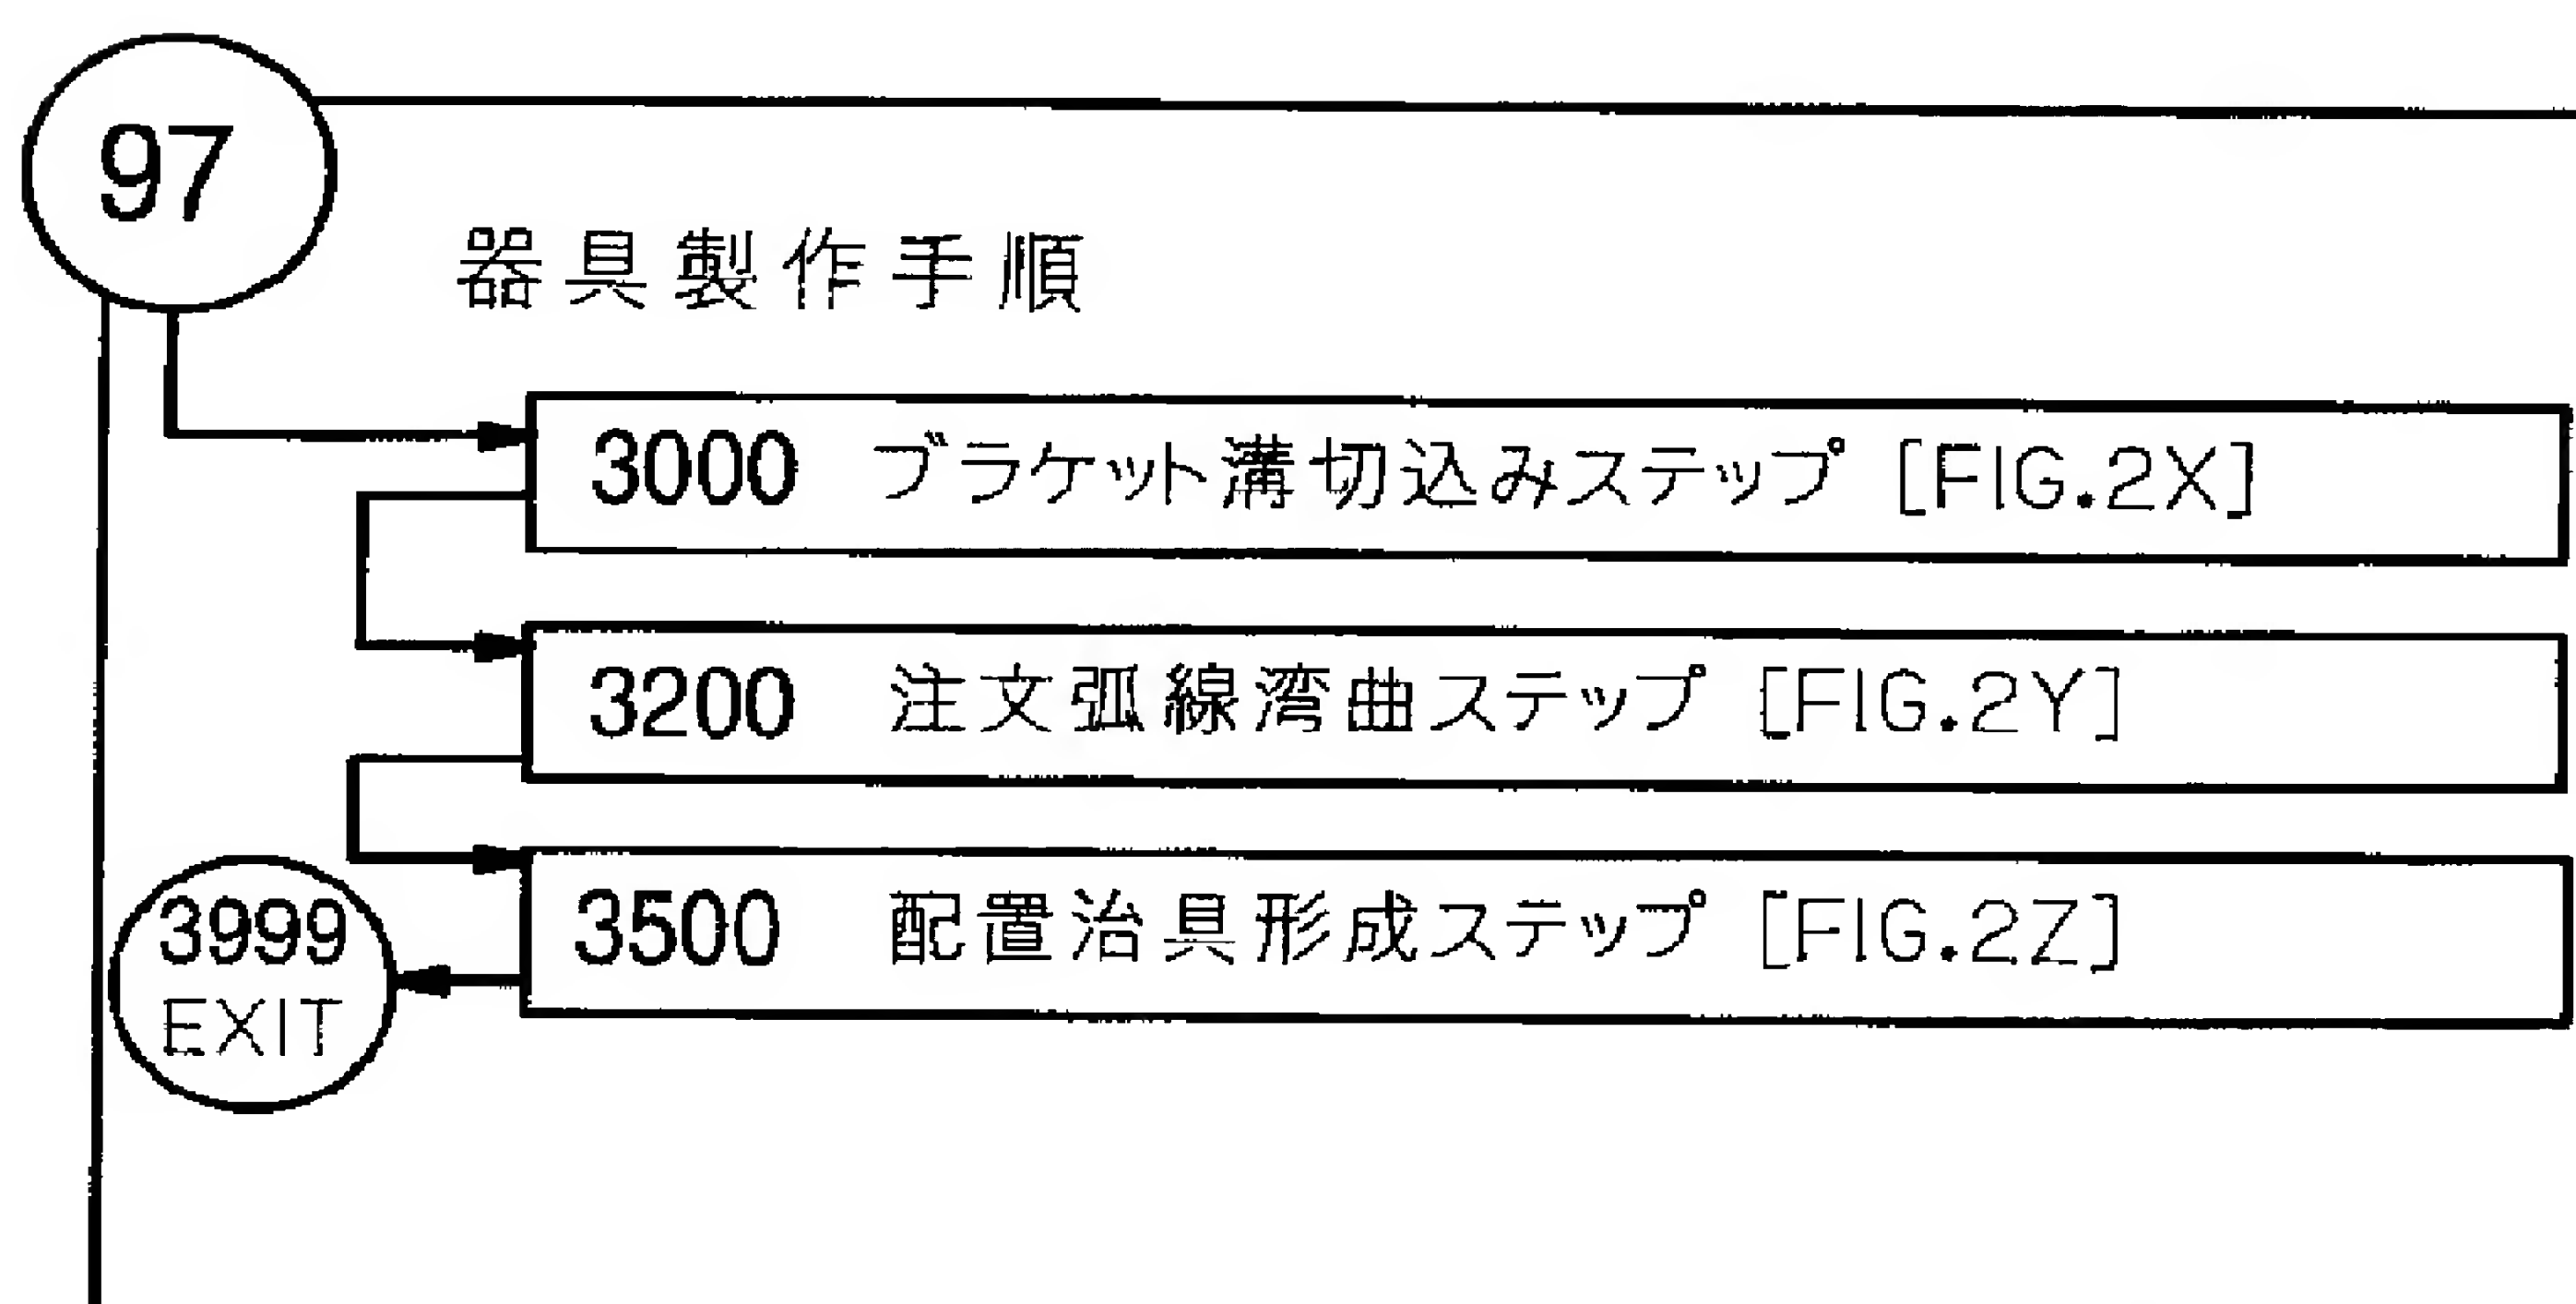 97
器具製作手順
3000 ブラケット溝切込みステップ [FIG.2X]
3200 注文弧線湾曲ステップ [FIG.2Y]
3500 配置治具形成ステップ [FIG.2Z]
3999
EXIT